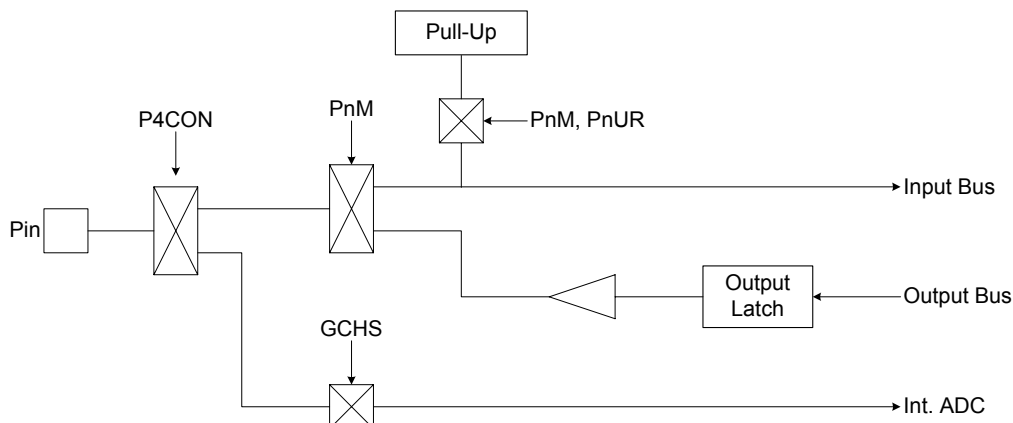 Pull-Up
P4CON
PnM
PnM, PnUR
Input Bus
Pin
Output
Latch
Output Bus
GCHS
Int. ADC